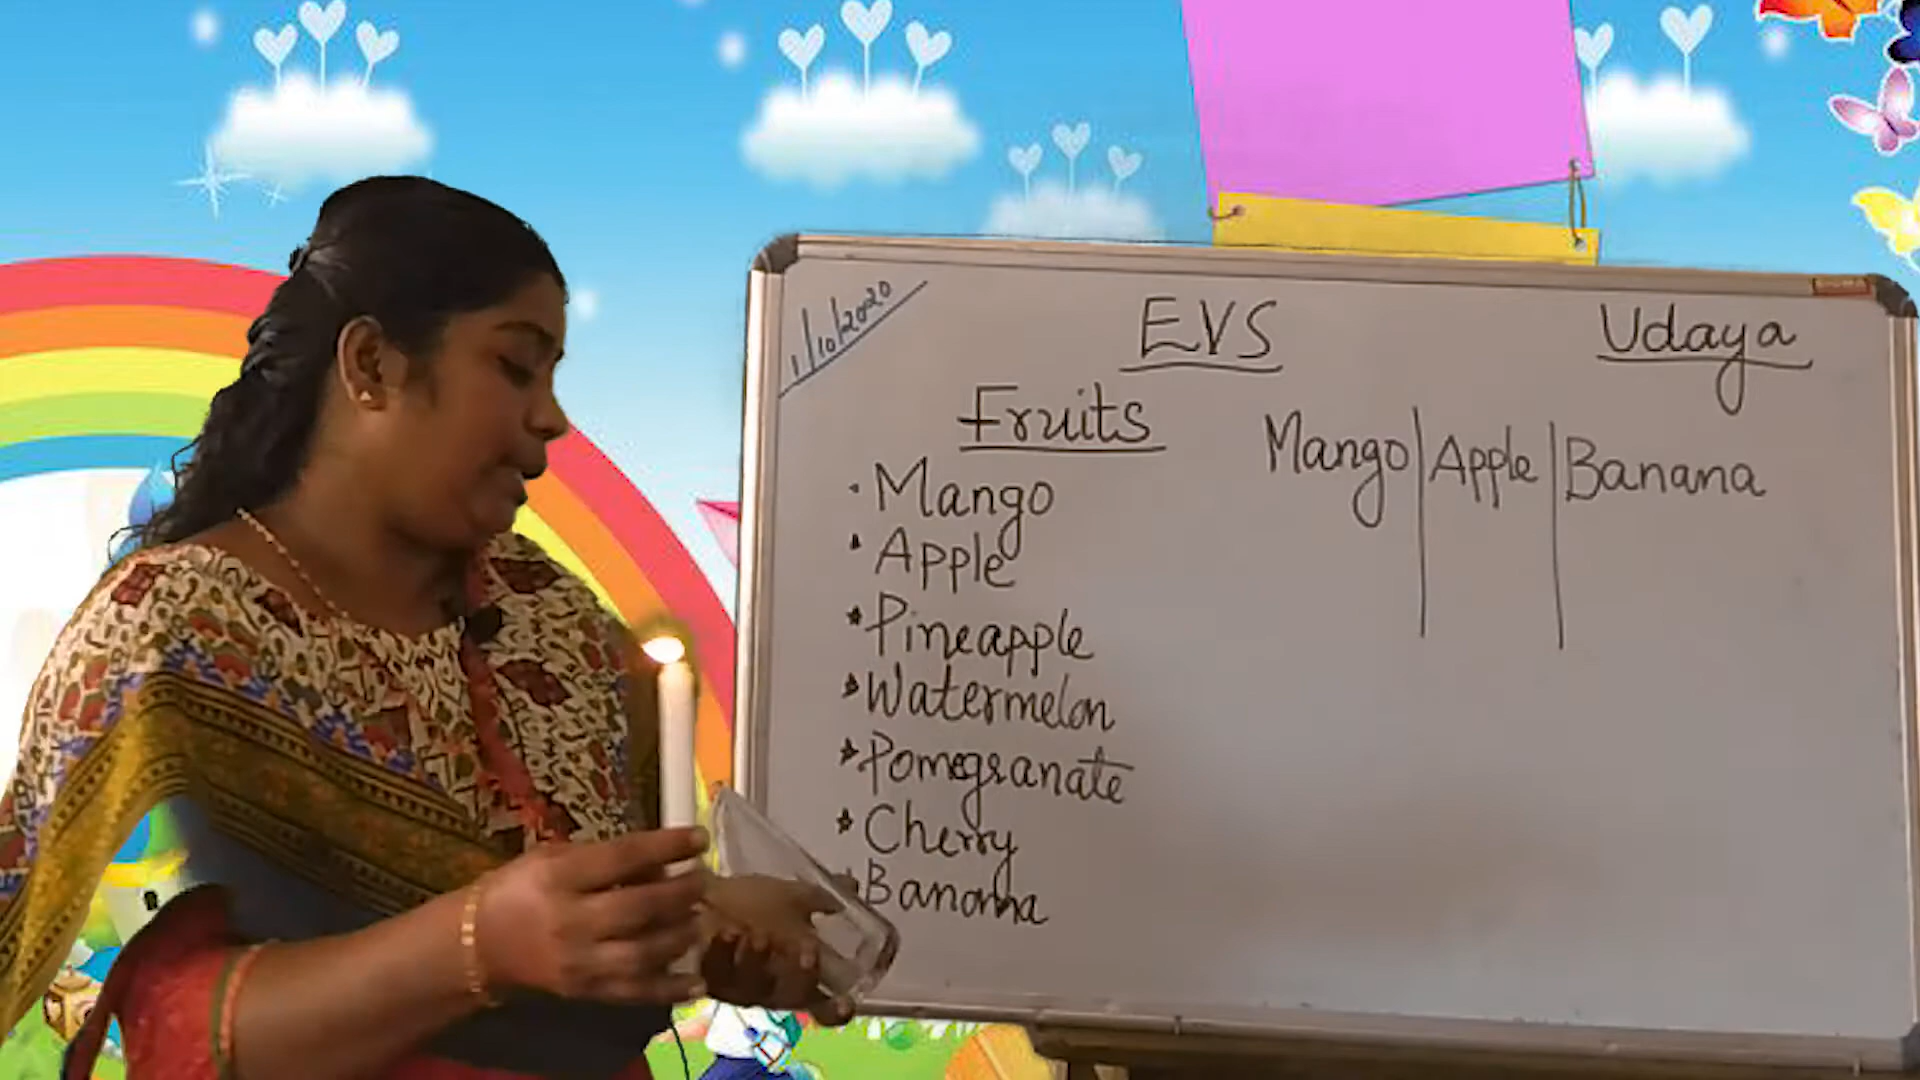 1/10/2020
EVS
Udaya
Fruits
Mango | Apple | Banana
• Mango
• Apple
* Pineapple
* Watermelon
* Pomegranate
* Cherry
Banana